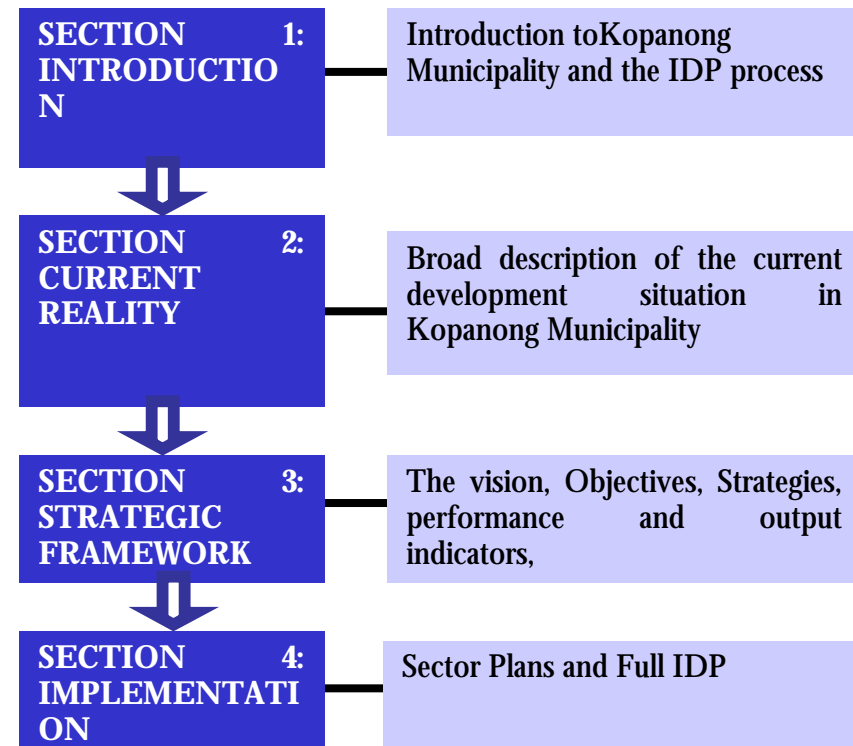 SECTION 1:
INTRODUCTIO
N
Introduction toKopanong
Municipality and the IDP process
SECTION 2:
CURRENT
REALITY
Broad description of the current
development situation in
Kopanong Municipality
SECTION 3:
STRATEGIC
FRAMEWORK
The vision, Objectives, Strategies,
performance and output
indicators,
SECTION 4:
IMPLEMENTATI
ON
Sector Plans and Full IDP